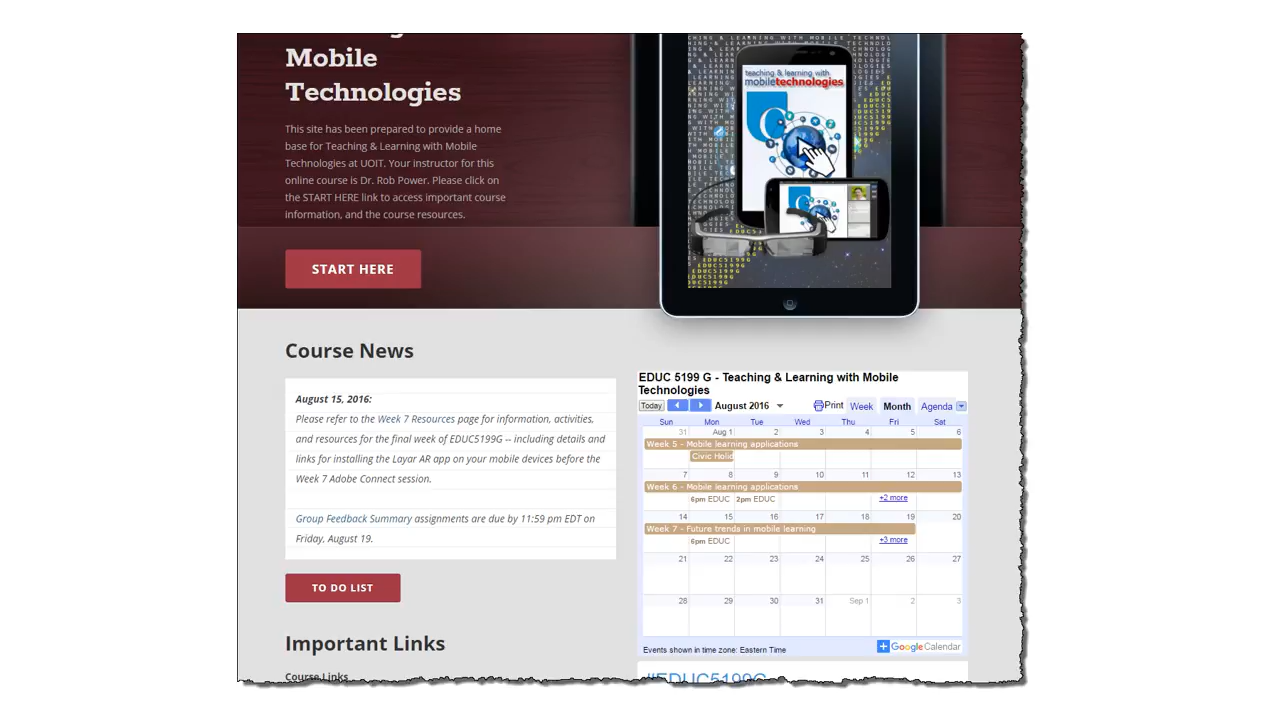 Mobile
Technologies
This site has been prepared to provide a home
base for Teaching & Learning with Mobile
Technologies at UOIT. Your instructor for this
online course is Dr. Rob Power. Please click on
the START HERE link to access important course
information, and the course resources.
START HERE
teaching & learning with
mobiletechnologies
Course News
August 15, 2016:
Please refer to the Week 7 Resources page for information, activities,
and resources for the final week of EDUC5199G -- including details and
links for installing the Layar AR app on your mobile devices before the
Week 7 Adobe Connect session.
Group Feedback Summary assignments are due by 11:59 pm EDT on
Friday, August 19.
TO DO LIST
Important Links
Course Links
EDUC 5199 G - Teaching & Learning with Mobile
Technologies
Today August 2016 Print Week Month Agenda
Sun Mon Tue Wed Thu Fri Sat
31 Aug 1 2 3 4 5 6
Week 5 - Mobile learning applications
Civic Holid
7 8 9 10 11 12 13
Week 6 - Mobile learning applications
6pm EDUC 2pm EDUC +2 more
14 15 16 17 18 19 20
Week 7 - Future trends in mobile learning
6pm EDUC +3 more
21 22 23 24 25 26 27
28 29 30 31 Sep 1 2 3
Events shown in time zone: Eastern Time
Google Calendar
#EDUC5199G